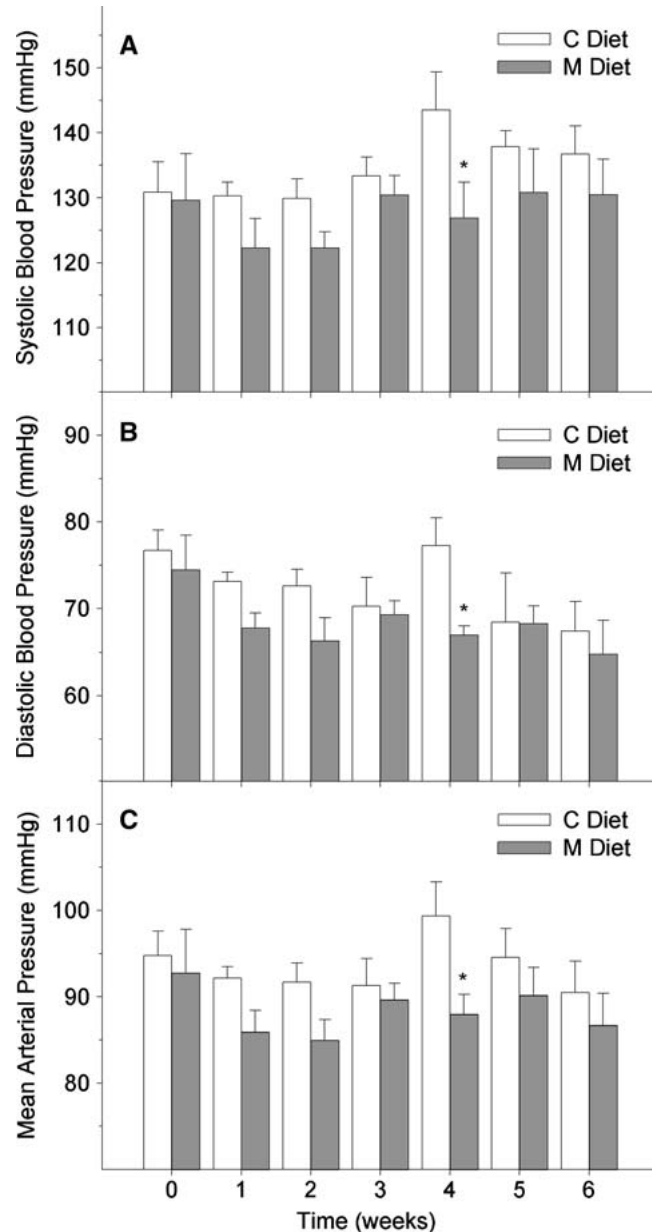 A
C Diet
M Diet
Systolic Blood Pressure (mmHg)
150
140
130
120
110
*
B
C Diet
M Diet
Diastolic Blood Pressure (mmHg)
90
80
70
60
*
C
C Diet
M Diet
Mean Arterial Pressure (mmHg)
110
100
90
80
*
0 1 2 3 4 5 6
Time (weeks)